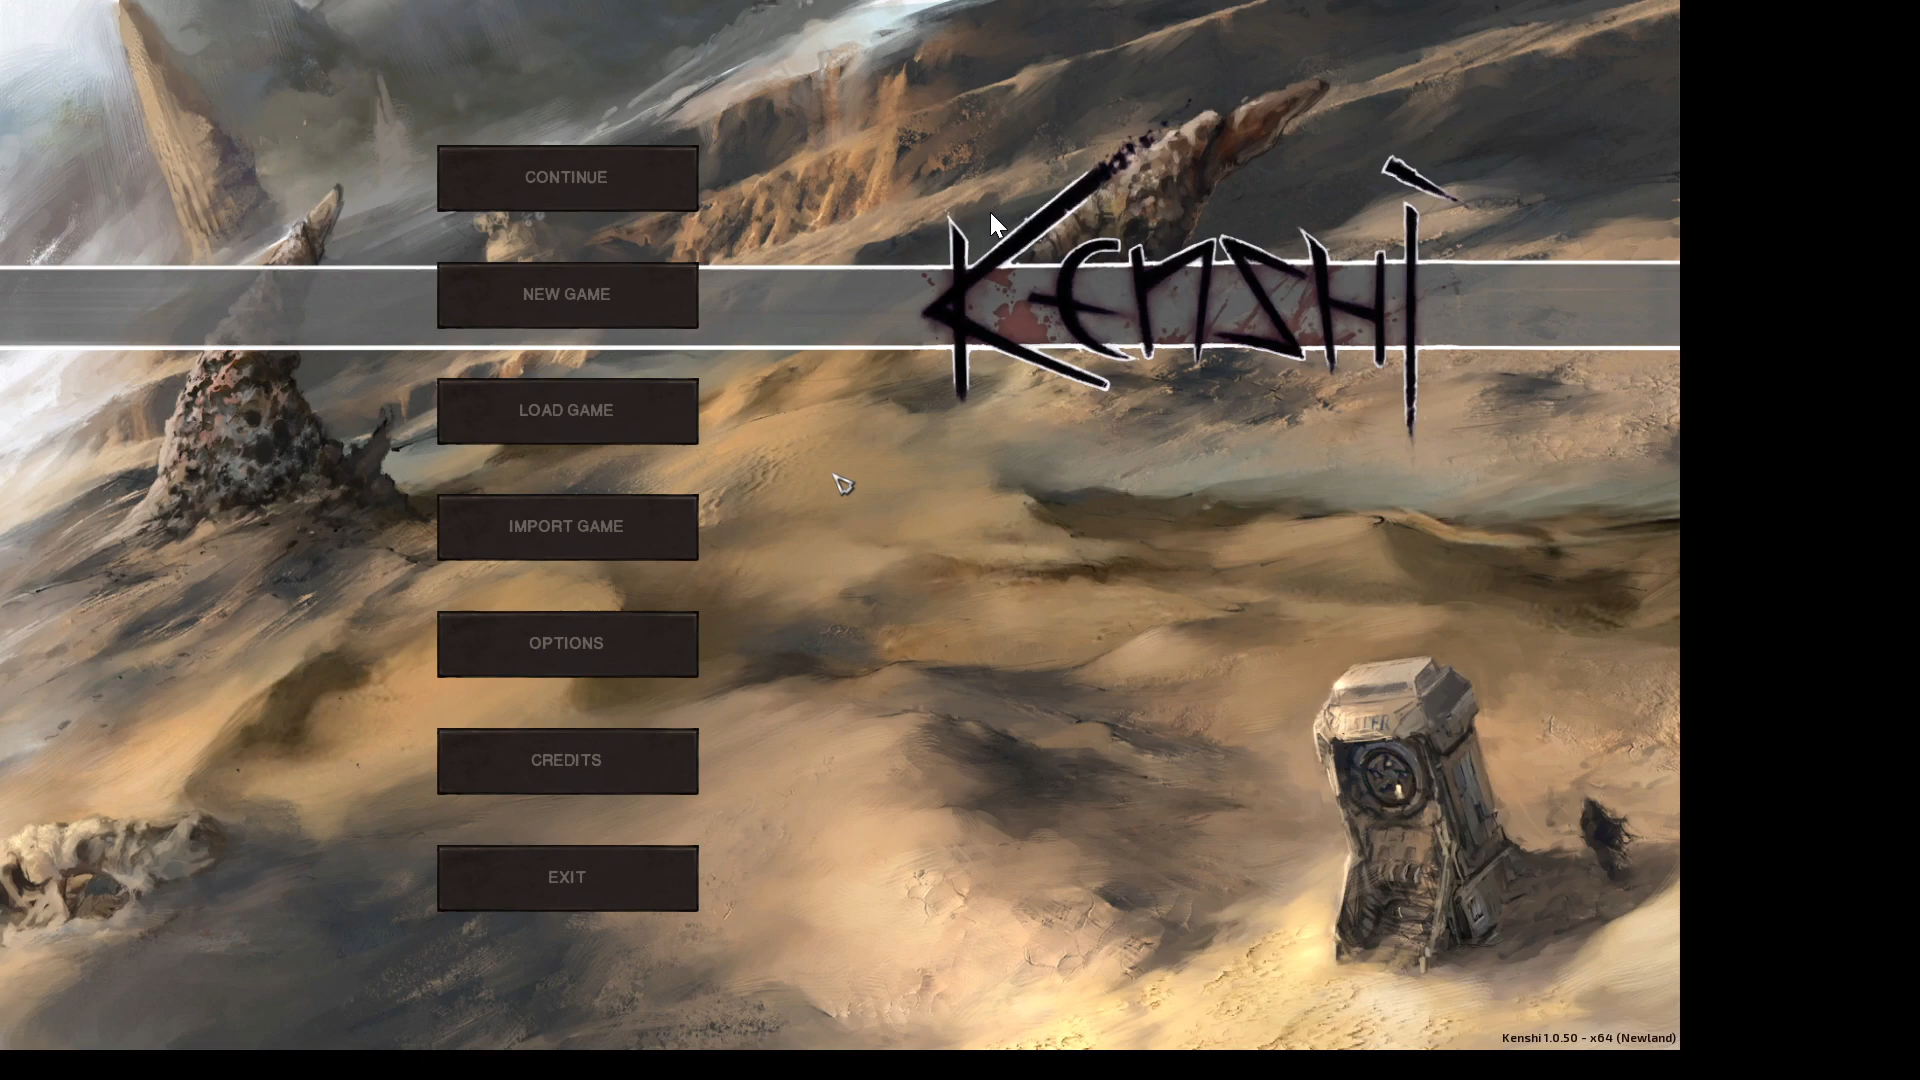 CONTINUE
NEW GAME
LOAD GAME
IMPORT GAME
OPTIONS
CREDITS
EXIT
Kenshi
Kenshi 1.0.50 - x64 (Newland)